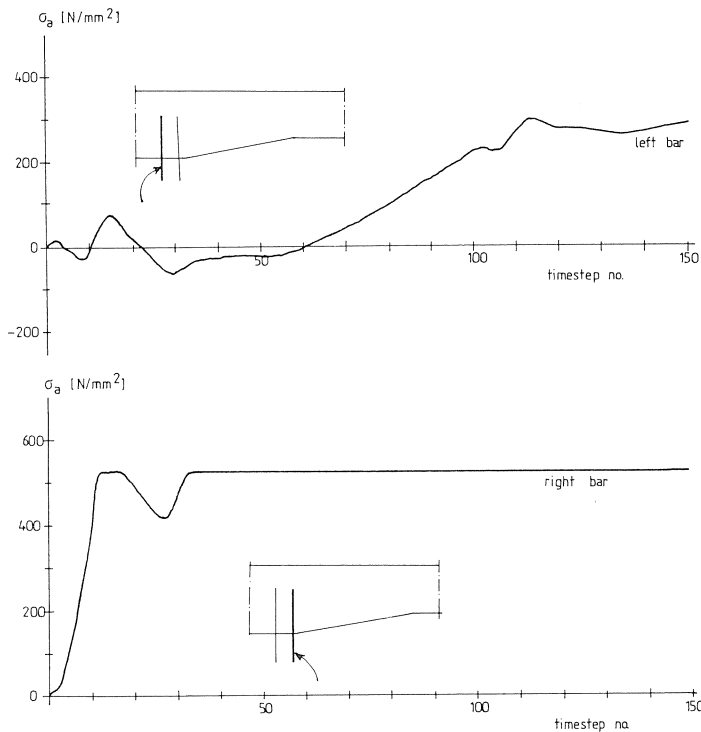 σa [N/mm²]
400
200
0
-200
50
100
150
timestep no.
left bar
σa [N/mm²]
600
400
200
0
50
100
150
timestep no
right bar